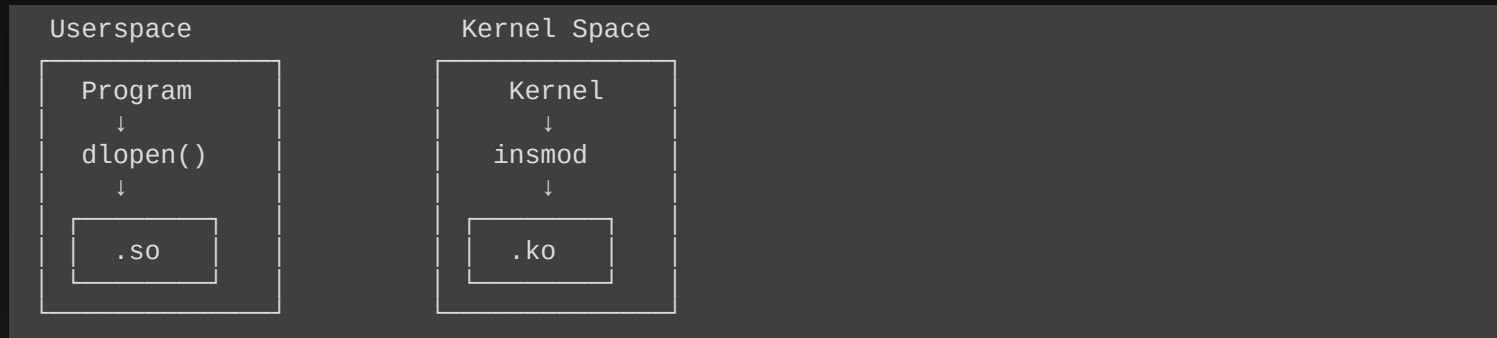 Userspace Kernel Space
Program Kernel
↓ ↓
dlopen() insmod
↓ ↓
.so .ko